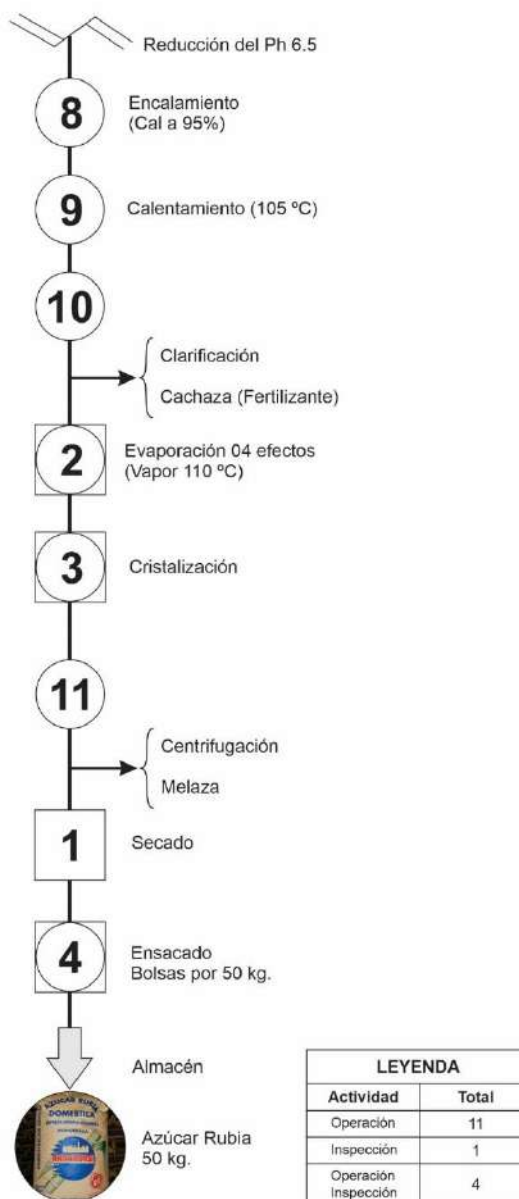 Reducción del Ph 6.5
8
Encalamiento
(Cal a 95%)
9
Calentamiento (105 ºC)
10
Clarificación
Cachaza (Fertilizante)
2
Evaporación 04 efectos
(Vapor 110 ºC)
3
Cristalización
11
Centrifugación
Melaza
1
Secado
4
Ensacado
Bolsas por 50 kg.
Almacén
AZÚCAR RUBIA
DOMESTICA
Azúcar Rubia
50 kg.
LEYENDA
Actividad Total
Operación 11
Inspección 1
Operación
Inspección 4